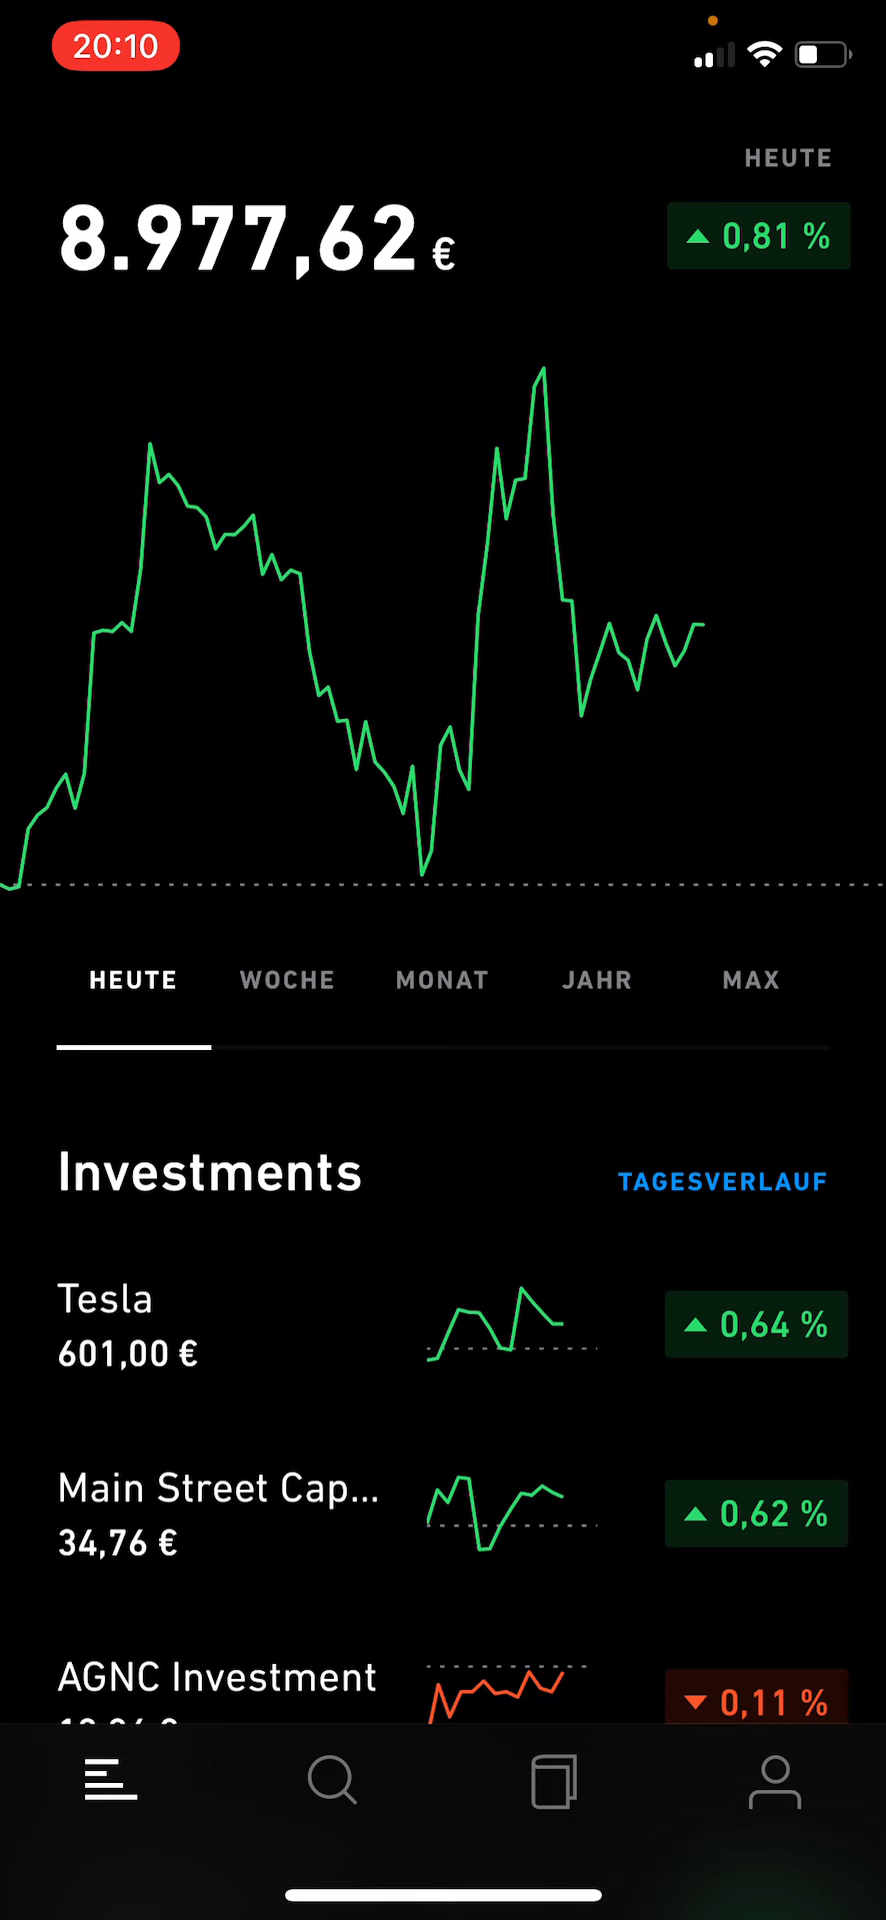 20:10
HEUTE
8.977,62 €
▲ 0,81 %
HEUTE WOCHE MONAT JAHR MAX
Investments
TAGESVERLAUF
Tesla
601,00 €
▲ 0,64 %
Main Street Cap...
34,76 €
▲ 0,62 %
AGNC Investment
▼ 0,11 %